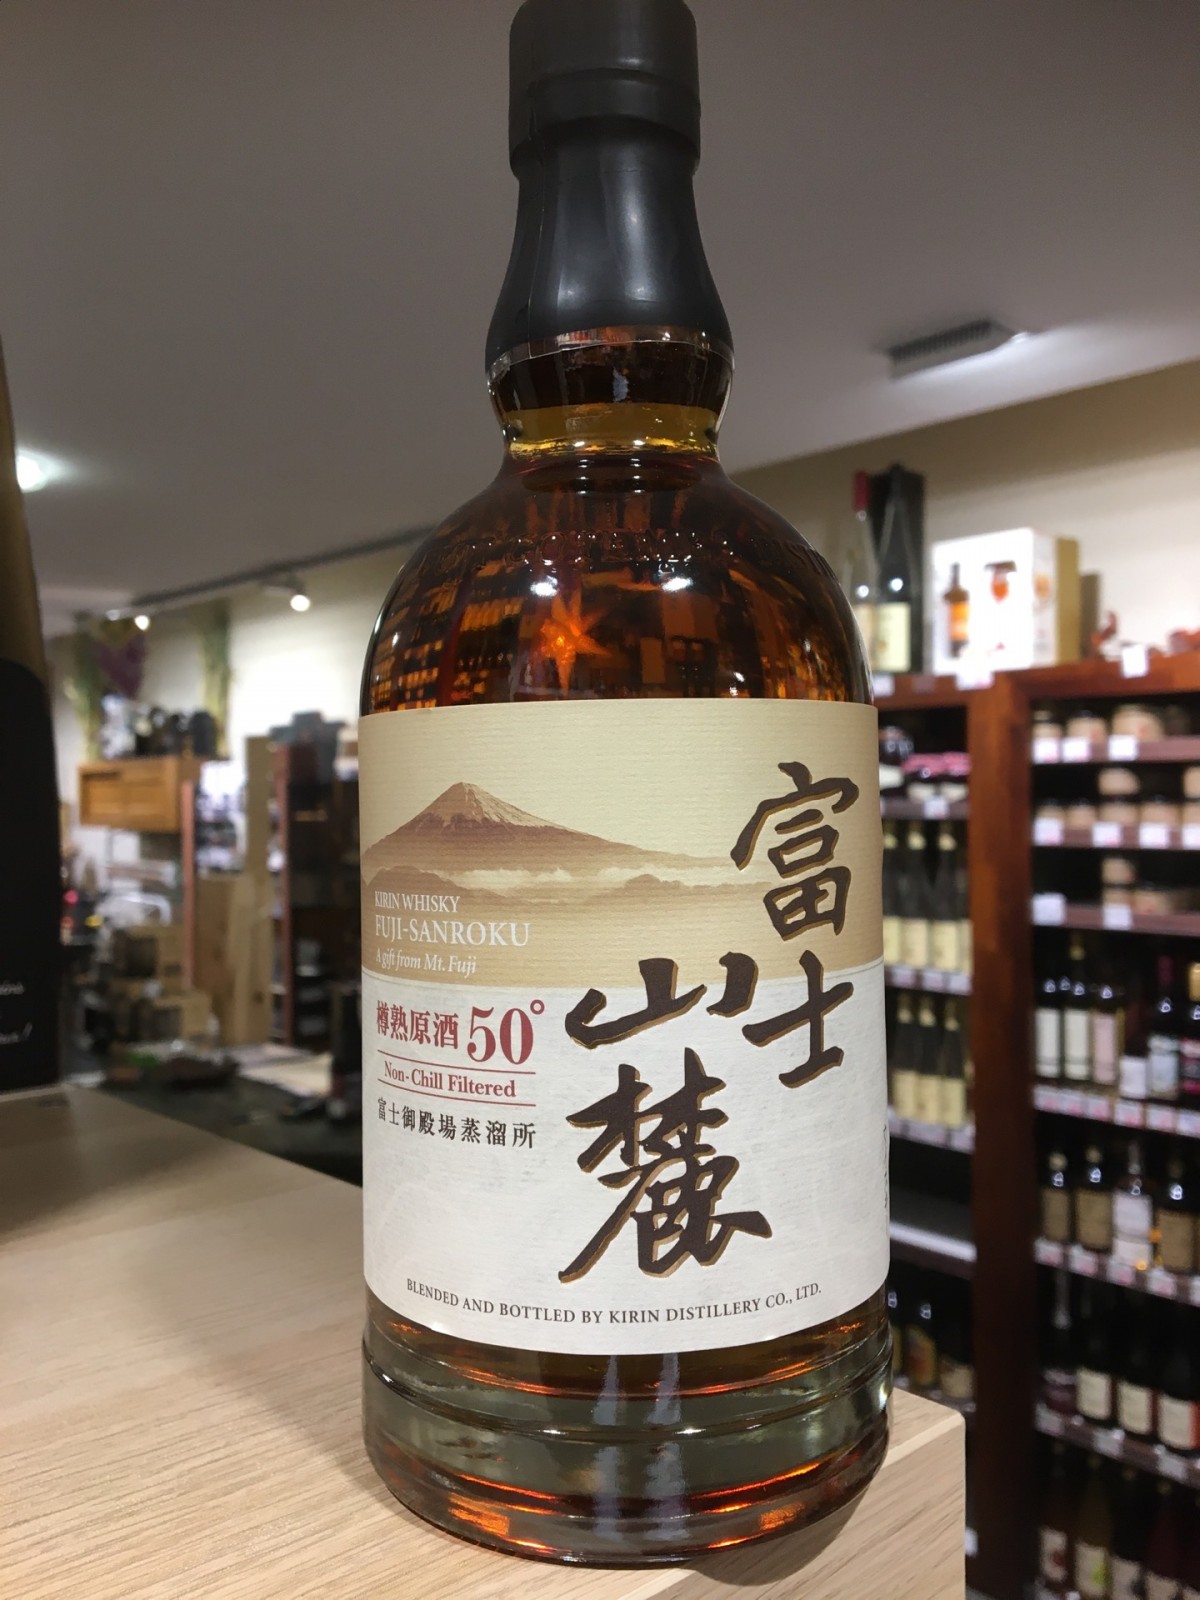 KIRIN WHISKY
FUJI-SANROKU
A gift from Mt. Fuji
樽熟原酒 50°
Non-Chill Filtered
富士御殿場蒸溜所
富士
山麓
BLENDED AND BOTTLED BY KIRIN DISTILLERY CO., LTD.